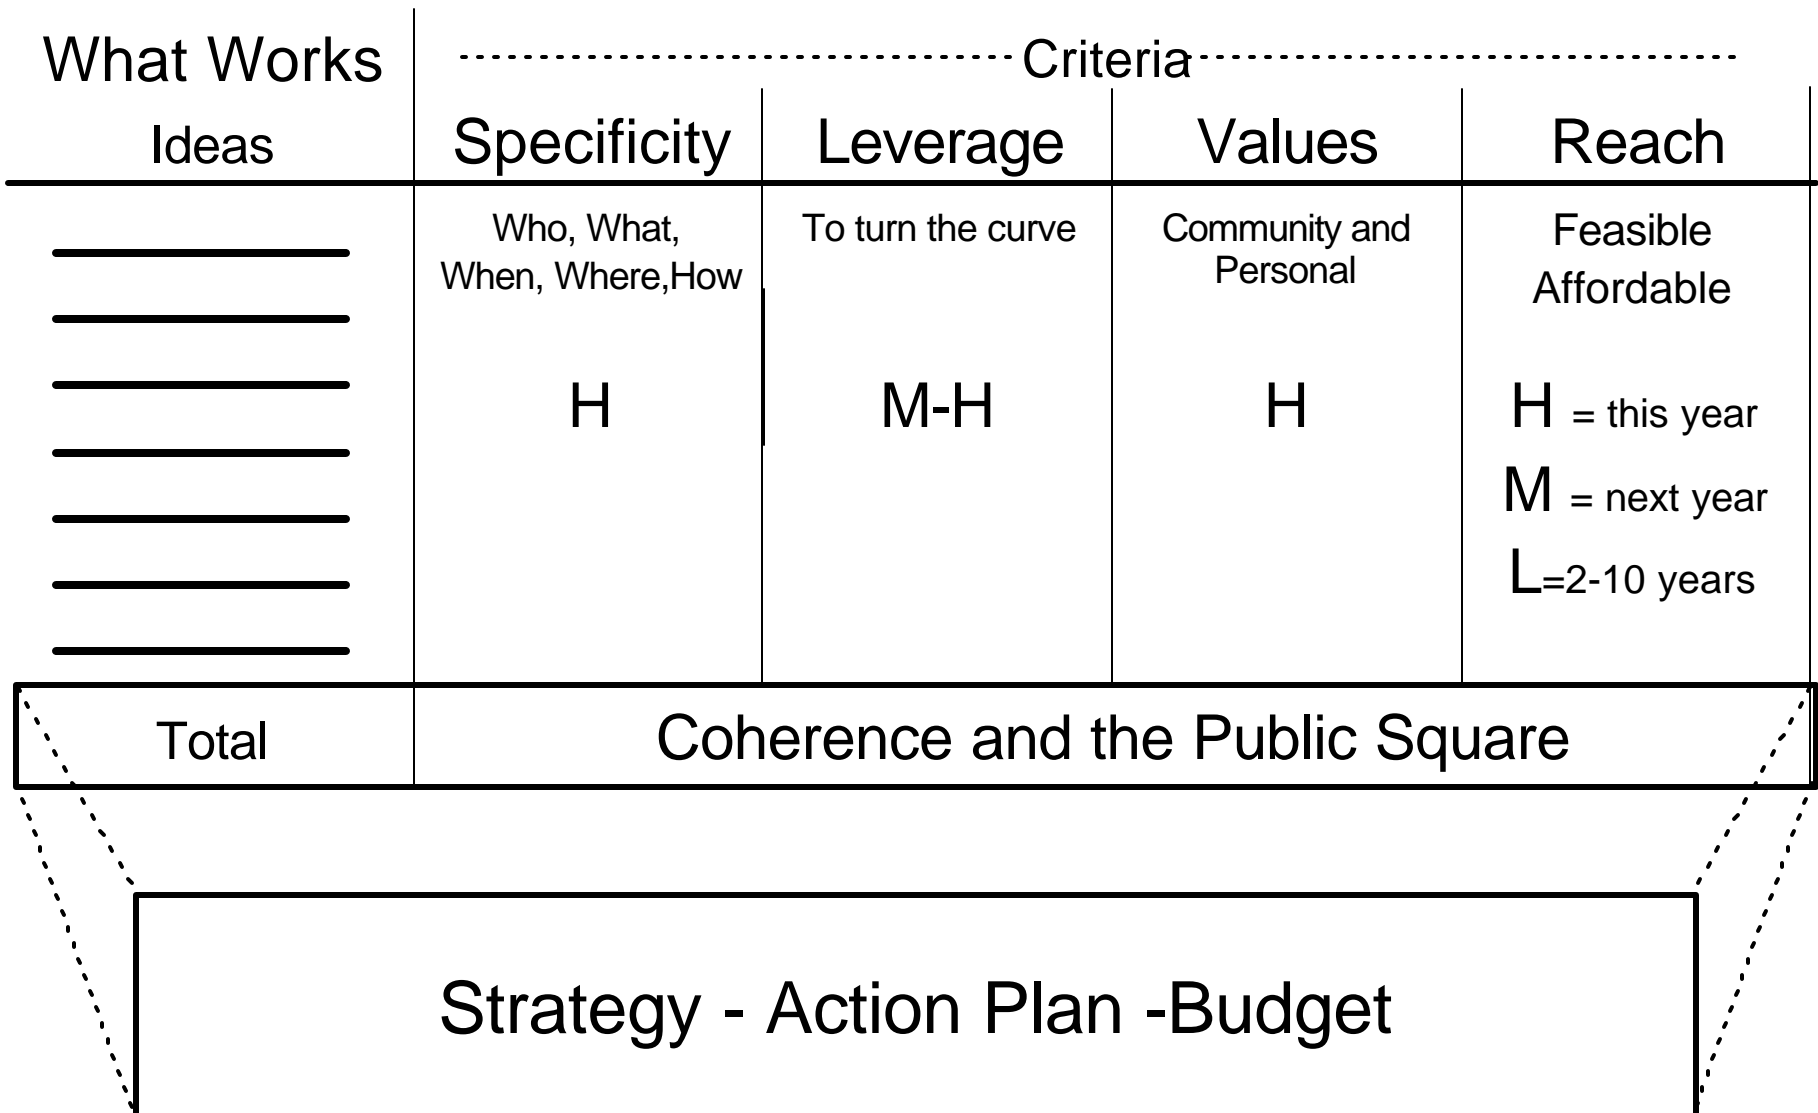 What Works
Criteria
Ideas
Specificity
Leverage
Values
Reach
Who, What,
When, Where,How
To turn the curve
Community and
Personal
Feasible
Affordable
H
M-H
H
H = this year
M = next year
L=2-10 years
Total
Coherence and the Public Square
Strategy - Action Plan -Budget